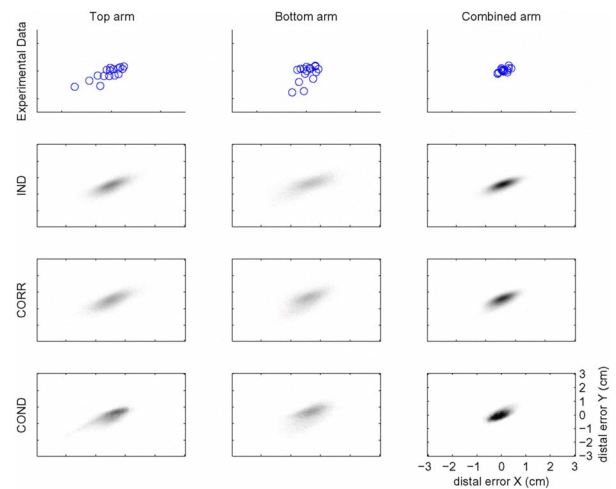 Top arm
Bottom arm
Combined arm
Experimental Data
IND
CORR
COND
3
2
1
0
−1
−2
−3
distal error Y (cm)
−3 −2 −1 0 1 2 3
distal error X (cm)